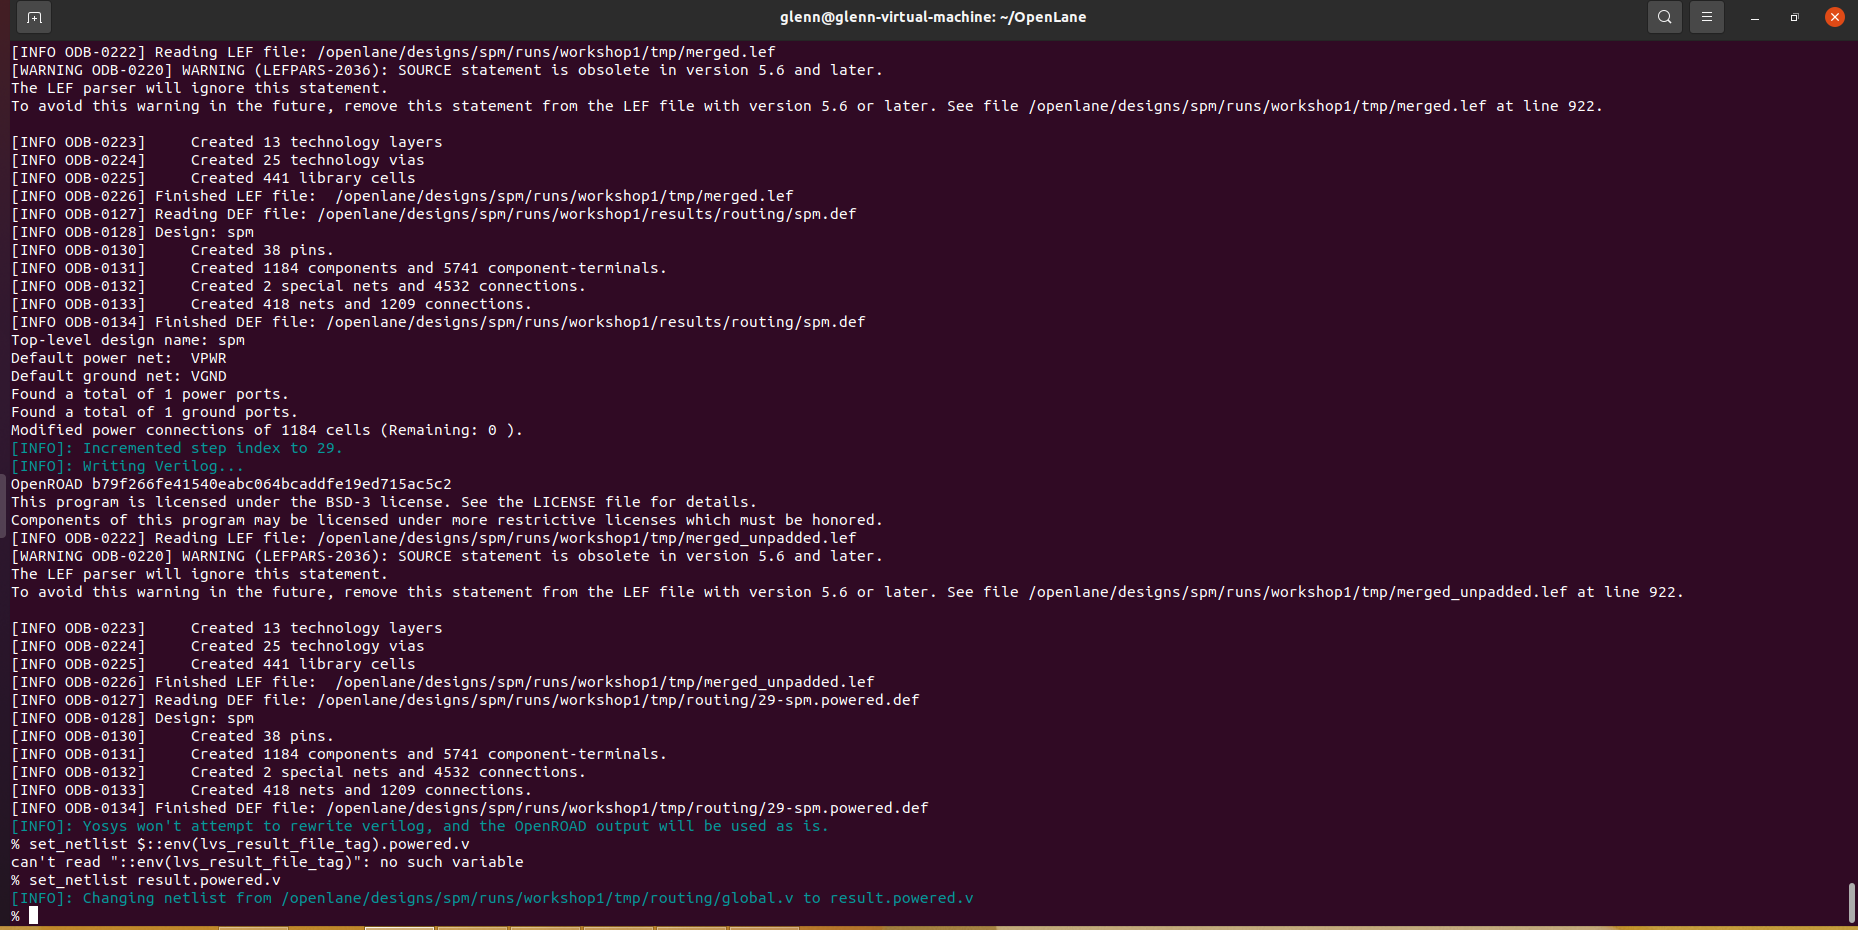 glenn@glenn-virtual-machine: ~/OpenLane
[INFO ODB-0222] Reading LEF file: /openlane/designs/spm/runs/workshop1/tmp/merged.lef
[WARNING ODB-0220] WARNING (LEFPARS-2036): SOURCE statement is obsolete in version 5.6 and later.
The LEF parser will ignore this statement.
To avoid this warning in the future, remove this statement from the LEF file with version 5.6 or later. See file /openlane/designs/spm/runs/workshop1/tmp/merged.lef at line 922.
[INFO ODB-0223]     Created 13 technology layers
[INFO ODB-0224]     Created 25 technology vias
[INFO ODB-0225]     Created 441 library cells
[INFO ODB-0226] Finished LEF file:  /openlane/designs/spm/runs/workshop1/tmp/merged.lef
[INFO ODB-0127] Reading DEF file: /openlane/designs/spm/runs/workshop1/results/routing/spm.def
[INFO ODB-0128] Design: spm
[INFO ODB-0130]     Created 38 pins.
[INFO ODB-0131]     Created 1184 components and 5741 component-terminals.
[INFO ODB-0132]     Created 2 special nets and 4532 connections.
[INFO ODB-0133]     Created 418 nets and 1209 connections.
[INFO ODB-0134] Finished DEF file: /openlane/designs/spm/runs/workshop1/results/routing/spm.def
Top-level design name: spm
Default power net:  VPWR
Default ground net: VGND
Found a total of 1 power ports.
Found a total of 1 ground ports.
Modified power connections of 1184 cells (Remaining: 0 ).
[INFO]: Incremented step index to 29.
[INFO]: Writing Verilog...
OpenROAD b79f266fe41540eabc064bcaddfe19ed715ac5c2
This program is licensed under the BSD-3 license. See the LICENSE file for details.
Components of this program may be licensed under more restrictive licenses which must be honored.
[INFO ODB-0222] Reading LEF file: /openlane/designs/spm/runs/workshop1/tmp/merged_unpadded.lef
[WARNING ODB-0220] WARNING (LEFPARS-2036): SOURCE statement is obsolete in version 5.6 and later.
The LEF parser will ignore this statement.
To avoid this warning in the future, remove this statement from the LEF file with version 5.6 or later. See file /openlane/designs/spm/runs/workshop1/tmp/merged_unpadded.lef at line 922.
[INFO ODB-0223]     Created 13 technology layers
[INFO ODB-0224]     Created 25 technology vias
[INFO ODB-0225]     Created 441 library cells
[INFO ODB-0226] Finished LEF file:  /openlane/designs/spm/runs/workshop1/tmp/merged_unpadded.lef
[INFO ODB-0127] Reading DEF file: /openlane/designs/spm/runs/workshop1/tmp/routing/29-spm.powered.def
[INFO ODB-0128] Design: spm
[INFO ODB-0130]     Created 38 pins.
[INFO ODB-0131]     Created 1184 components and 5741 component-terminals.
[INFO ODB-0132]     Created 2 special nets and 4532 connections.
[INFO ODB-0133]     Created 418 nets and 1209 connections.
[INFO ODB-0134] Finished DEF file: /openlane/designs/spm/runs/workshop1/tmp/routing/29-spm.powered.def
[INFO]: Yosys won't attempt to rewrite verilog, and the OpenROAD output will be used as is.
% set_netlist $::env(lvs_result_file_tag).powered.v
can't read "::env(lvs_result_file_tag)": no such variable
% set_netlist result.powered.v
[INFO]: Changing netlist from /openlane/designs/spm/runs/workshop1/tmp/routing/global.v to result.powered.v
%